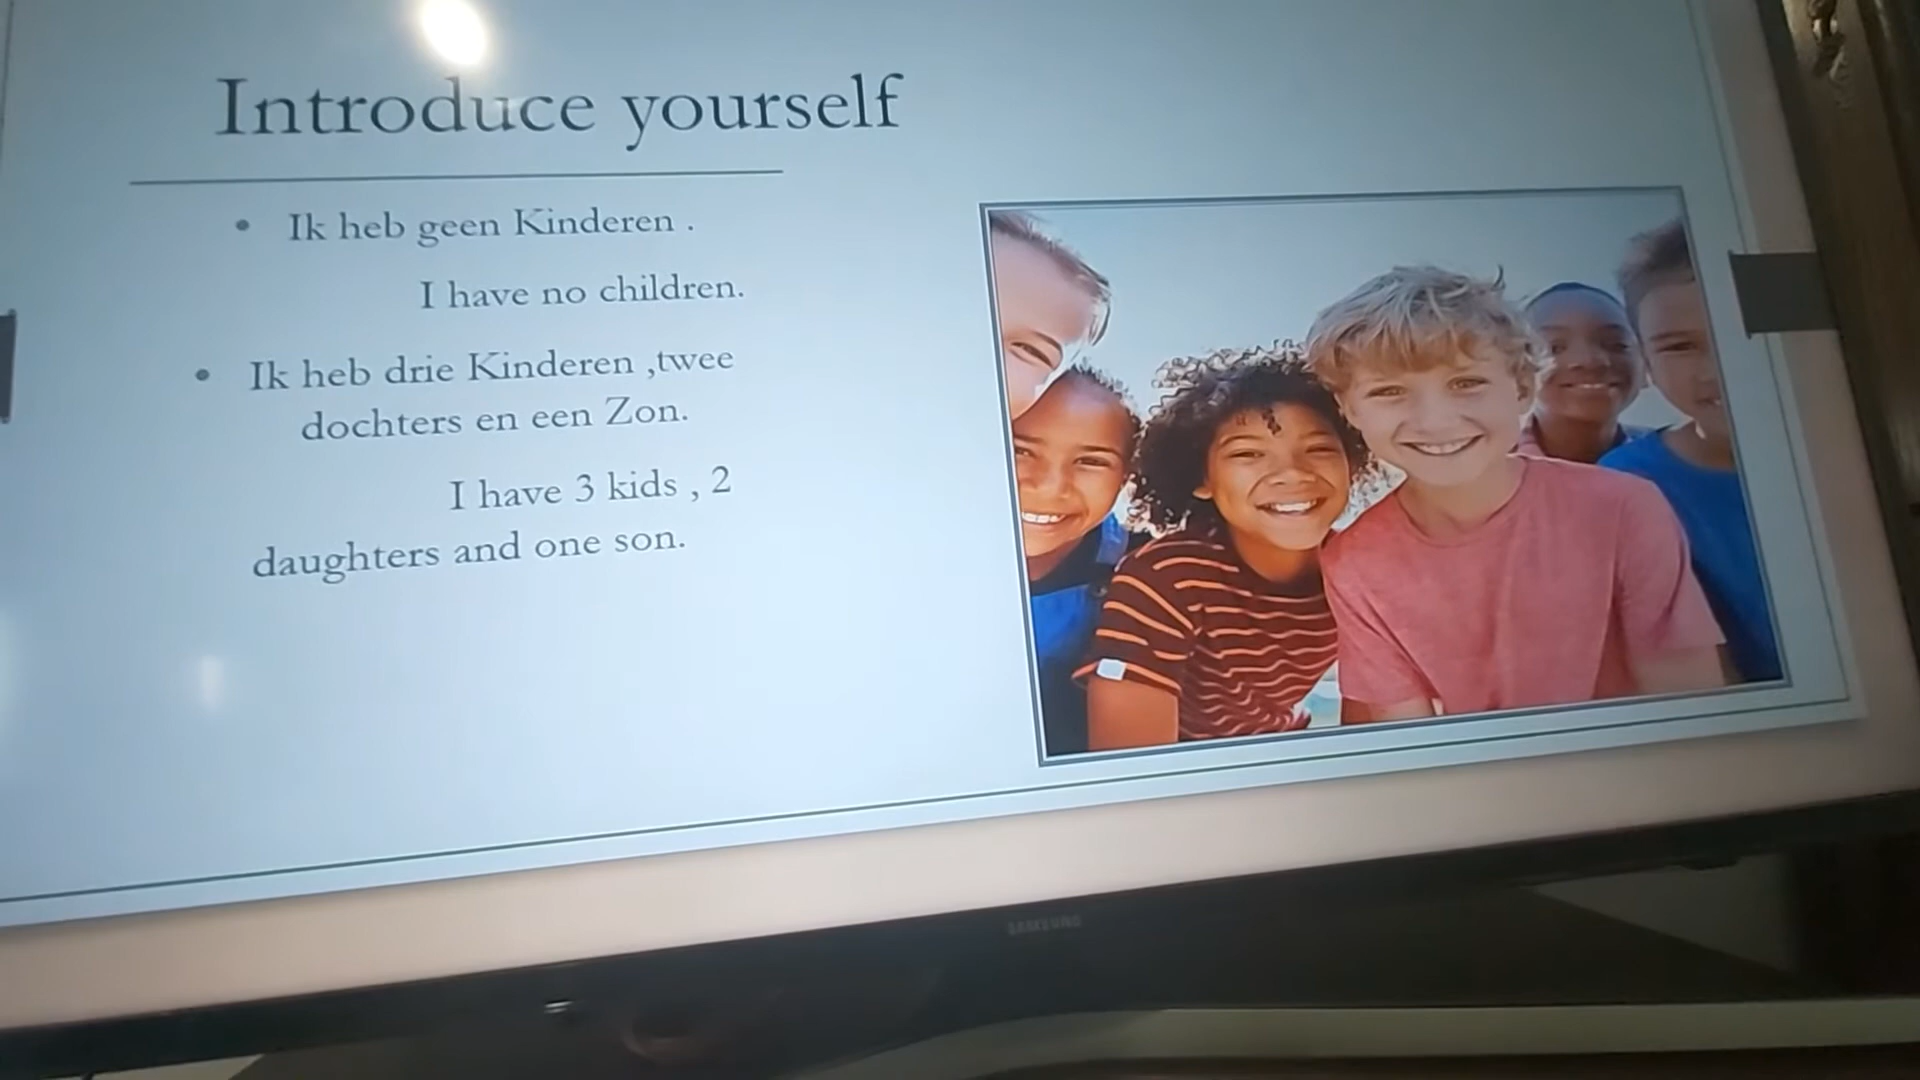 Introduce yourself
• Ik heb geen Kinderen .
I have no children.
• Ik heb drie Kinderen ,twee
dochters en een Zon.
I have 3 kids , 2
daughters and one son.
SAMSUNG